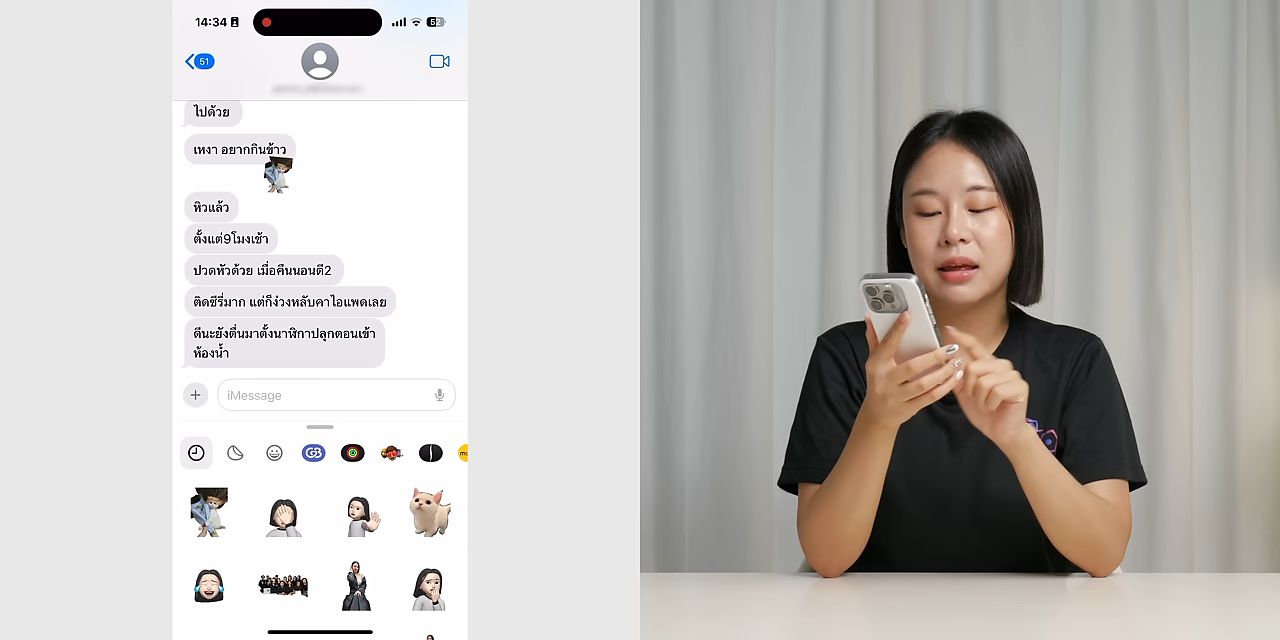 14:34
52
51
ไปด้วย
เหงา อยากกินข้าว
หิวแล้ว
ตั้งแต่9โมงเช้า
ปวดหัวด้วย เมื่อคืนนอนตี2
ติดซีรี่มาก แต่ก็ง่วงหลับคาไอแพดเลย
ดีนะยังตื่นมาตั้งนาฬิกาปลุกตอนเข้า
ห้องน้ำ
iMessage